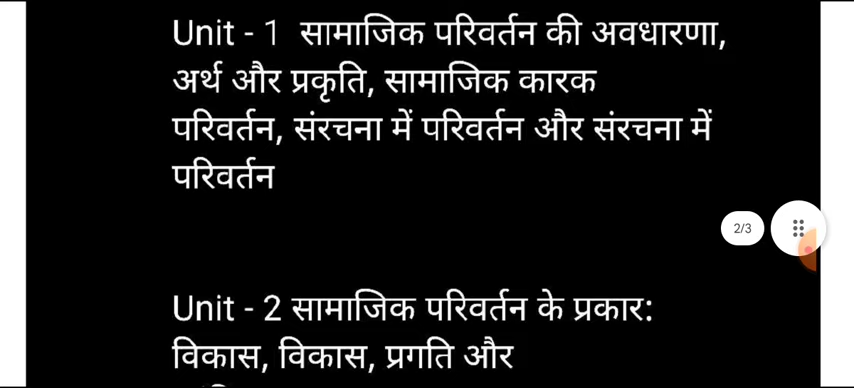 Unit - 1 सामाजिक परिवर्तन की अवधारणा,
अर्थ और प्रकृति, सामाजिक कारक
परिवर्तन, संरचना में परिवर्तन और संरचना में
परिवर्तन
2/3
Unit - 2 सामाजिक परिवर्तन के प्रकार:
विकास, विकास, प्रगति और